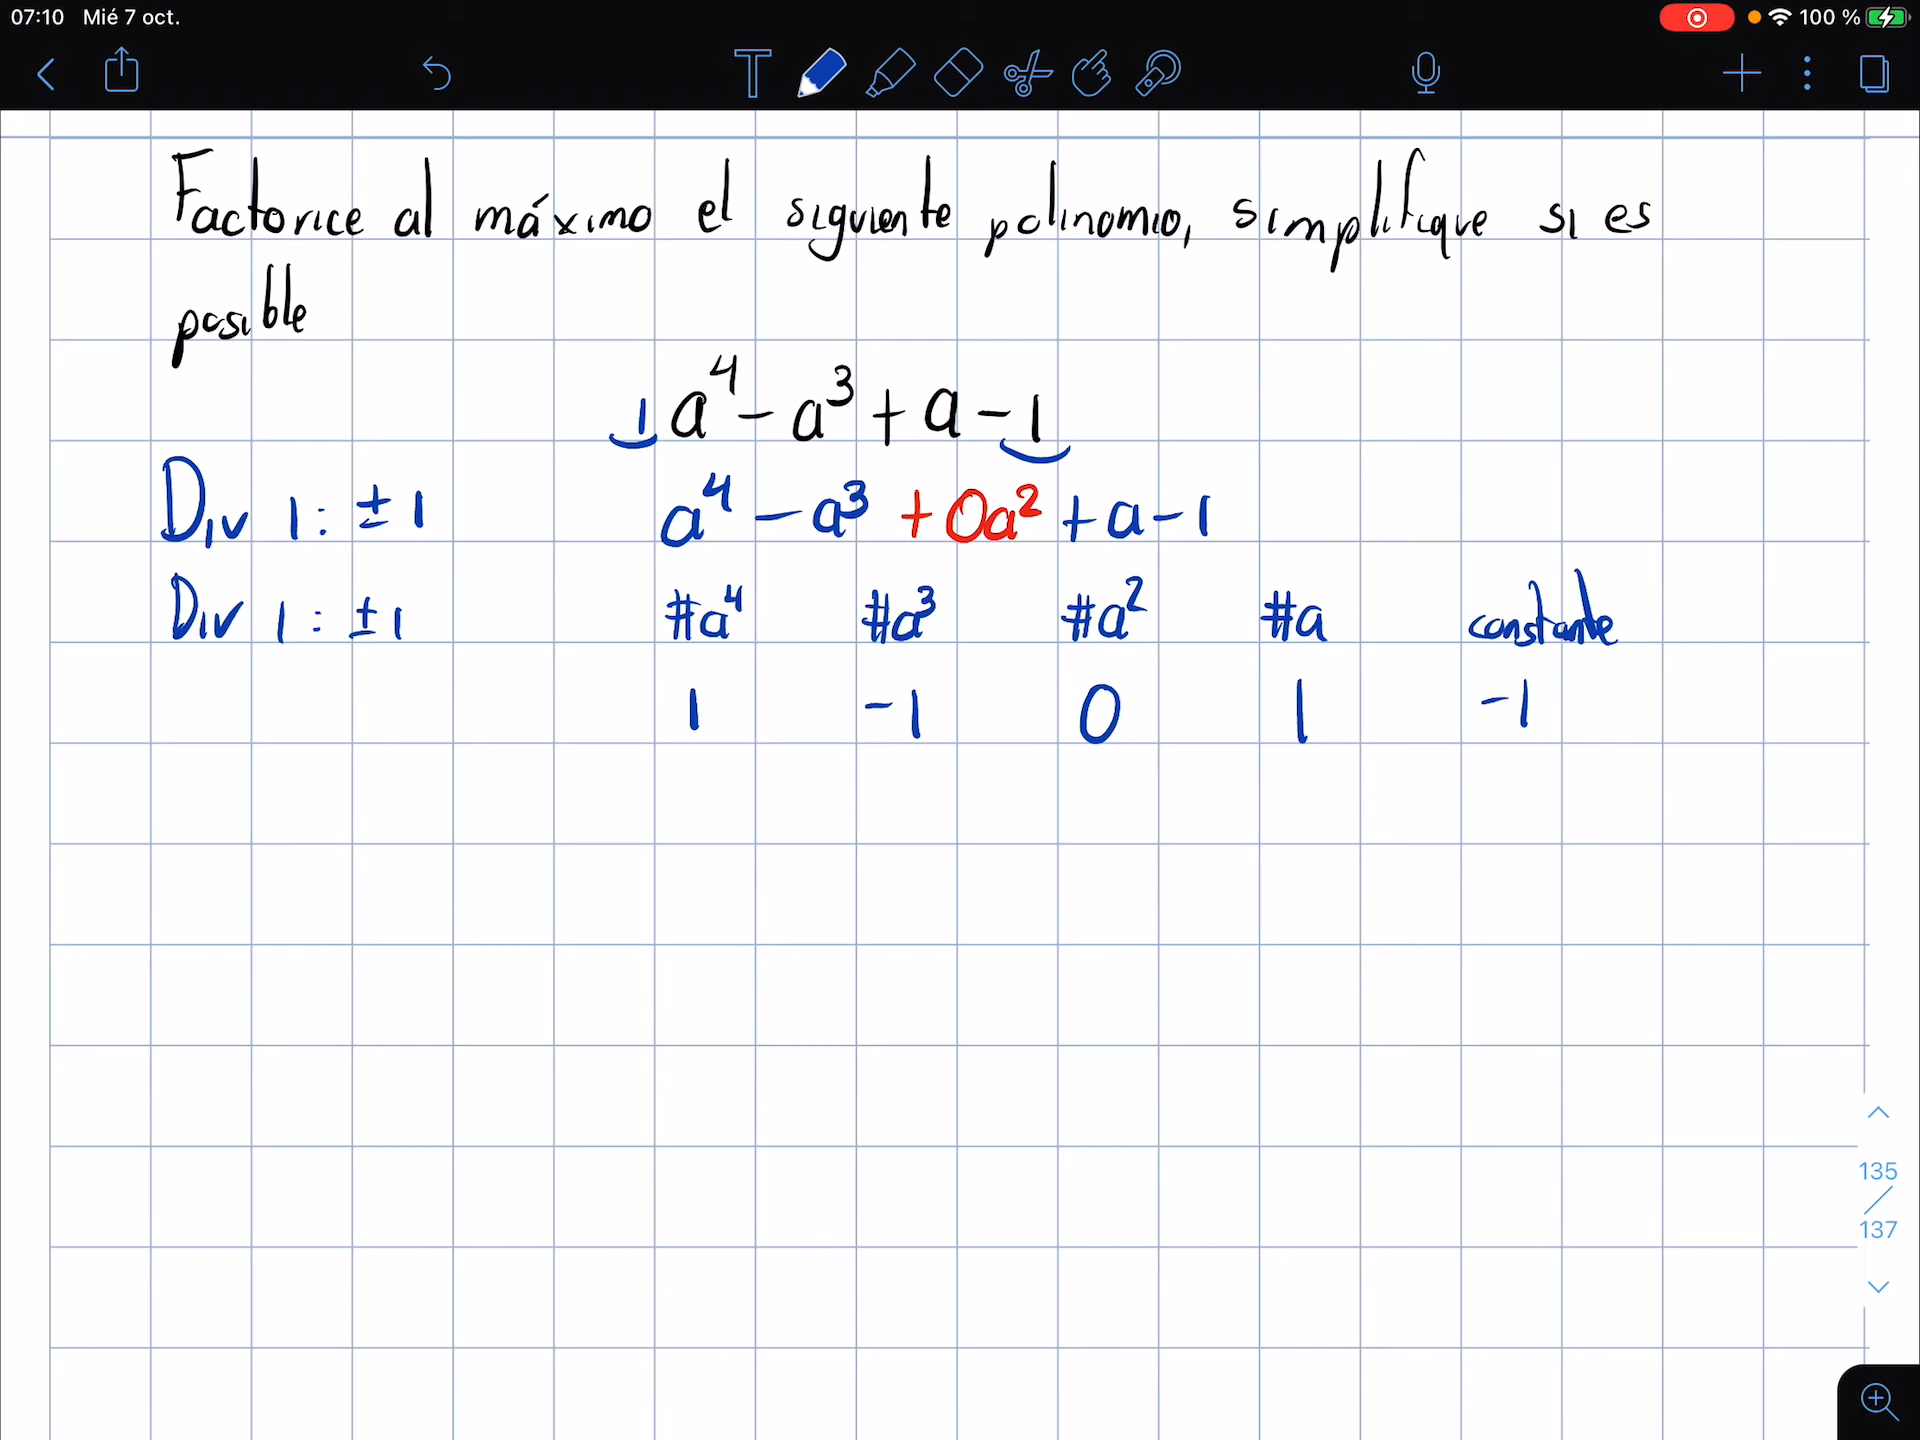 07:10 Mié 7 oct. 100 %
T
Factorice al máximo el siguiente polinomio, simplifique si es
posible
1a⁴ - a³ + a - 1
Div 1: ±1 a⁴ - a³ + 0a² + a - 1
Div 1: ±1 #a⁴ #a³ #a² #a constante
1 -1 0 1 -1
135
137